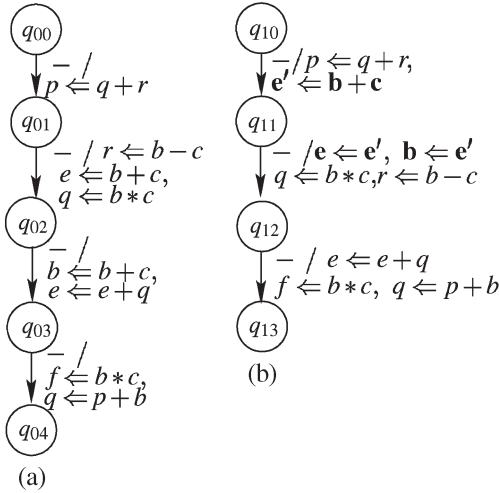 q00
– /
p ⇐ q + r
q01
– / r ⇐ b – c
e ⇐ b + c,
q ⇐ b * c
q02
– /
b ⇐ b + c,
e ⇐ e + q
q03
– /
f ⇐ b * c,
q ⇐ p + b
q04
(a)
q10
– / p ⇐ q + r,
e′ ⇐ b + c
q11
– / e ⇐ e′, b ⇐ e′
q ⇐ b * c, r ⇐ b – c
q12
– / e ⇐ e + q
f ⇐ b * c, q ⇐ p + b
q13
(b)